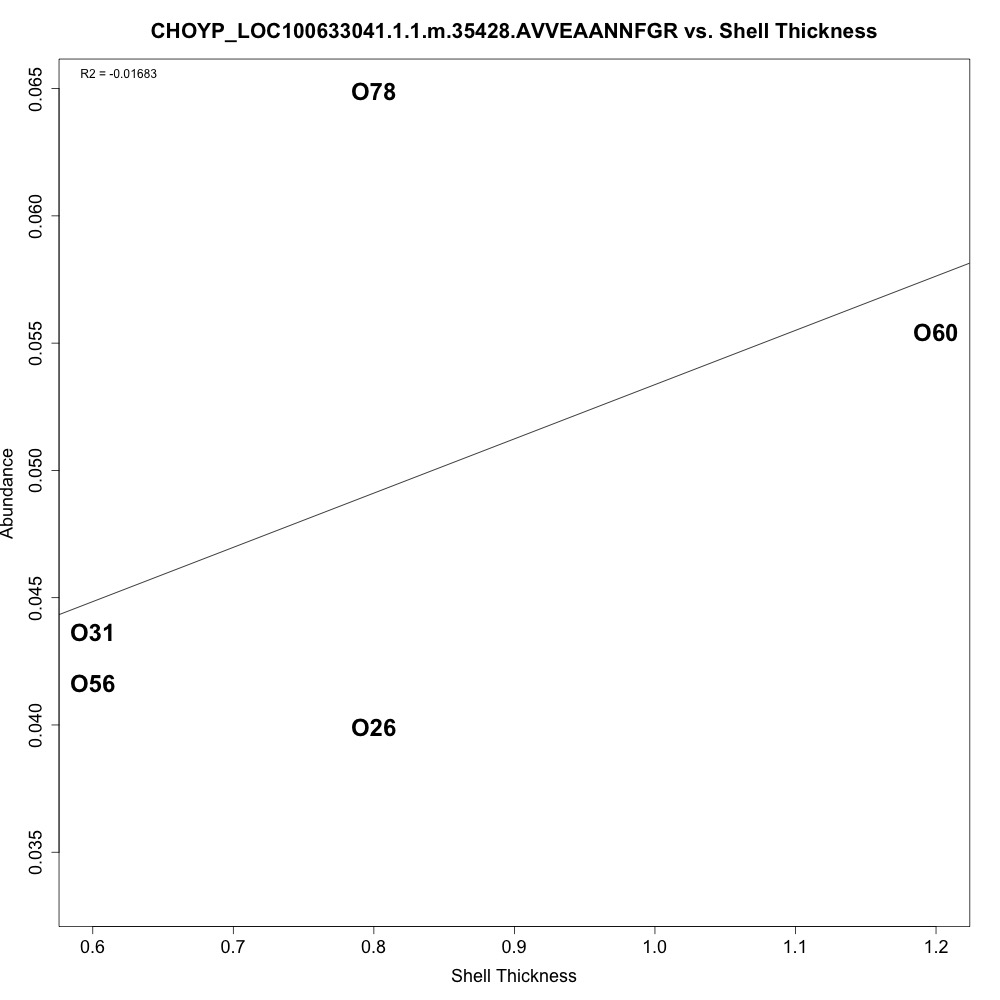 CHOYP_LOC100633041.1.1.m.35428.AVVEAANNFGR vs. Shell Thickness
R2 = -0.01683
0.065
O78
0.060
0.055
O60
0.050
Abundance
0.045
O31
O56
0.040
O26
0.035
0.6 0.7 0.8 0.9 1.0 1.1 1.2
Shell Thickness